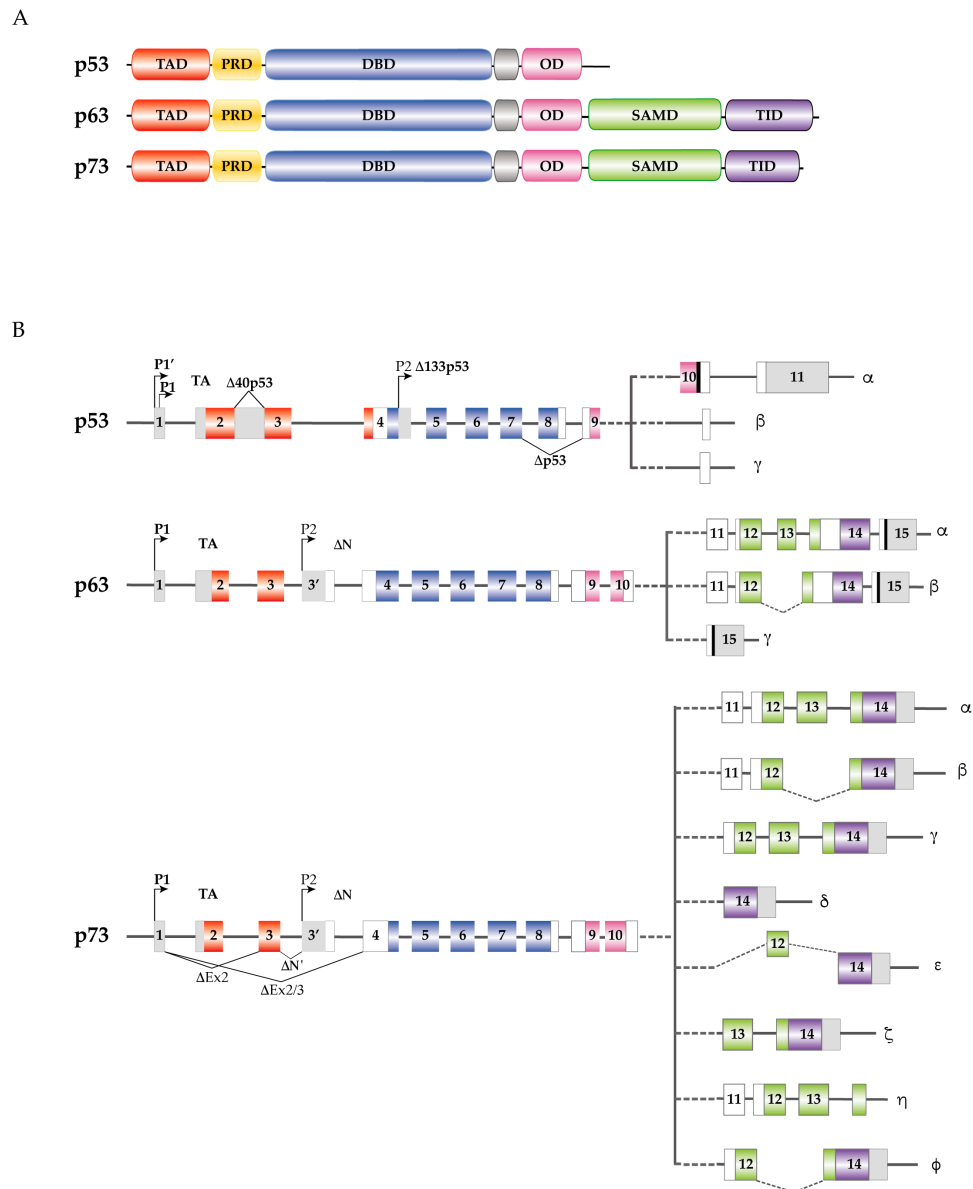 A
p53 TAD PRD DBD OD
p63 TAD PRD DBD OD SAMD TID
p73 TAD PRD DBD OD SAMD TID
B
P1′ P2 Δ133p53
P1 TA Δ40p53
10 11 α
p53 1 2 3 4 5 6 7 8 9 β
Δp53 γ
P1 TA P2 ΔN
11 12 13 14 15 α
p63 1 2 3 3′ 4 5 6 7 8 9 10
11 12 14 15 β
15 γ
11 12 13 14 α
11 12 14 β
12 13 14 γ
P1 TA P2 ΔN
14 δ
p73 1 2 3 3′ 4 5 6 7 8 9 10
ΔEx2 ΔN'
ΔEx2/3
12 14 ε
13 14 ζ
11 12 13 η
12 14 ϕ